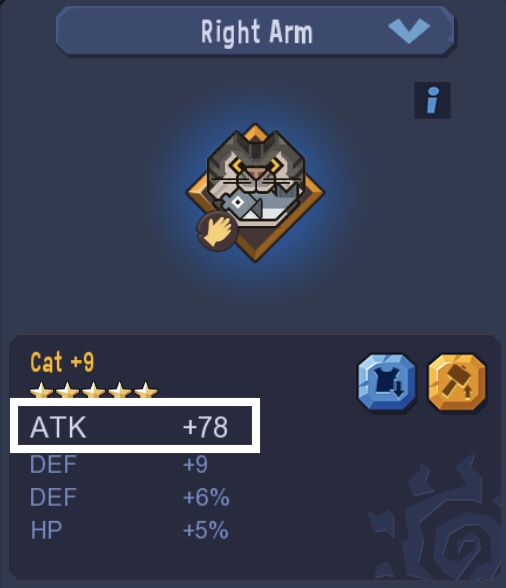 Right Arm
i
Cat +9
ATK +78
DEF +9
DEF +6%
HP +5%